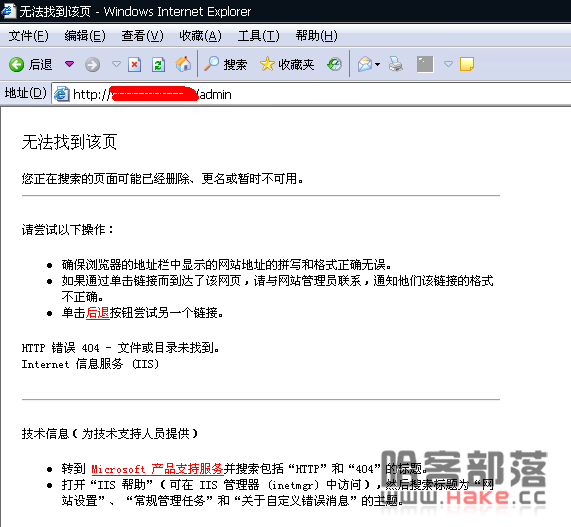 无法找到该页 - Windows Internet Explorer
文件(F) 编辑(E) 查看(V) 收藏(A) 工具(T) 帮助(H)
后退 搜索 收藏夹
地址(D) http:// /admin
无法找到该页
您正在搜索的页面可能已经删除、更名或暂时不可用。
请尝试以下操作：
• 确保浏览器的地址栏中显示的网站地址的拼写和格式正确无误。
• 如果通过单击链接而到达了该网页，请与网站管理员联系，通知他们该链接的格式
不正确。
• 单击后退按钮尝试另一个链接。
HTTP 错误 404 - 文件或目录未找到。
Internet 信息服务 (IIS)
技术信息（为技术支持人员提供）
• 转到 Microsoft 产品支持服务并搜索包括“HTTP”和“404”的标题。
• 打开“IIS 帮助”（可在 IIS 管理器 (inetmgr) 中访问），然后搜索标题为“网
站设置”、“常规管理任务”和“关于自定义错误消息”的主题。
骇客部落
www.Hake.cc